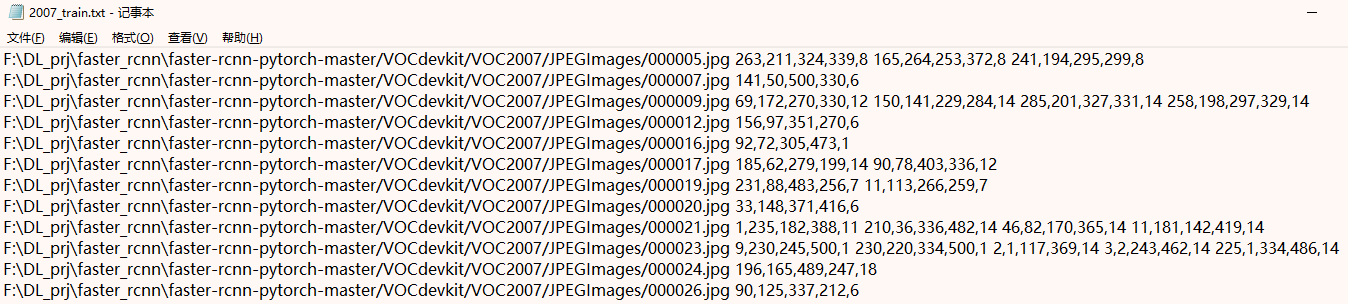 2007_train.txt - 记事本
文件(F) 编辑(E) 格式(O) 查看(V) 帮助(H)
F:\DL_prj\faster_rcnn\faster-rcnn-pytorch-master/VOCdevkit/VOC2007/JPEGImages/000005.jpg 263,211,324,339,8 165,264,253,372,8 241,194,295,299,8
F:\DL_prj\faster_rcnn\faster-rcnn-pytorch-master/VOCdevkit/VOC2007/JPEGImages/000007.jpg 141,50,500,330,6
F:\DL_prj\faster_rcnn\faster-rcnn-pytorch-master/VOCdevkit/VOC2007/JPEGImages/000009.jpg 69,172,270,330,12 150,141,229,284,14 285,201,327,331,14 258,198,297,329,14
F:\DL_prj\faster_rcnn\faster-rcnn-pytorch-master/VOCdevkit/VOC2007/JPEGImages/000012.jpg 156,97,351,270,6
F:\DL_prj\faster_rcnn\faster-rcnn-pytorch-master/VOCdevkit/VOC2007/JPEGImages/000016.jpg 92,72,305,473,1
F:\DL_prj\faster_rcnn\faster-rcnn-pytorch-master/VOCdevkit/VOC2007/JPEGImages/000017.jpg 185,62,279,199,14 90,78,403,336,12
F:\DL_prj\faster_rcnn\faster-rcnn-pytorch-master/VOCdevkit/VOC2007/JPEGImages/000019.jpg 231,88,483,256,7 11,113,266,259,7
F:\DL_prj\faster_rcnn\faster-rcnn-pytorch-master/VOCdevkit/VOC2007/JPEGImages/000020.jpg 33,148,371,416,6
F:\DL_prj\faster_rcnn\faster-rcnn-pytorch-master/VOCdevkit/VOC2007/JPEGImages/000021.jpg 1,235,182,388,11 210,36,336,482,14 46,82,170,365,14 11,181,142,419,14
F:\DL_prj\faster_rcnn\faster-rcnn-pytorch-master/VOCdevkit/VOC2007/JPEGImages/000023.jpg 9,230,245,500,1 230,220,334,500,1 2,1,117,369,14 3,2,243,462,14 225,1,334,486,14
F:\DL_prj\faster_rcnn\faster-rcnn-pytorch-master/VOCdevkit/VOC2007/JPEGImages/000024.jpg 196,165,489,247,18
F:\DL_prj\faster_rcnn\faster-rcnn-pytorch-master/VOCdevkit/VOC2007/JPEGImages/000026.jpg 90,125,337,212,6